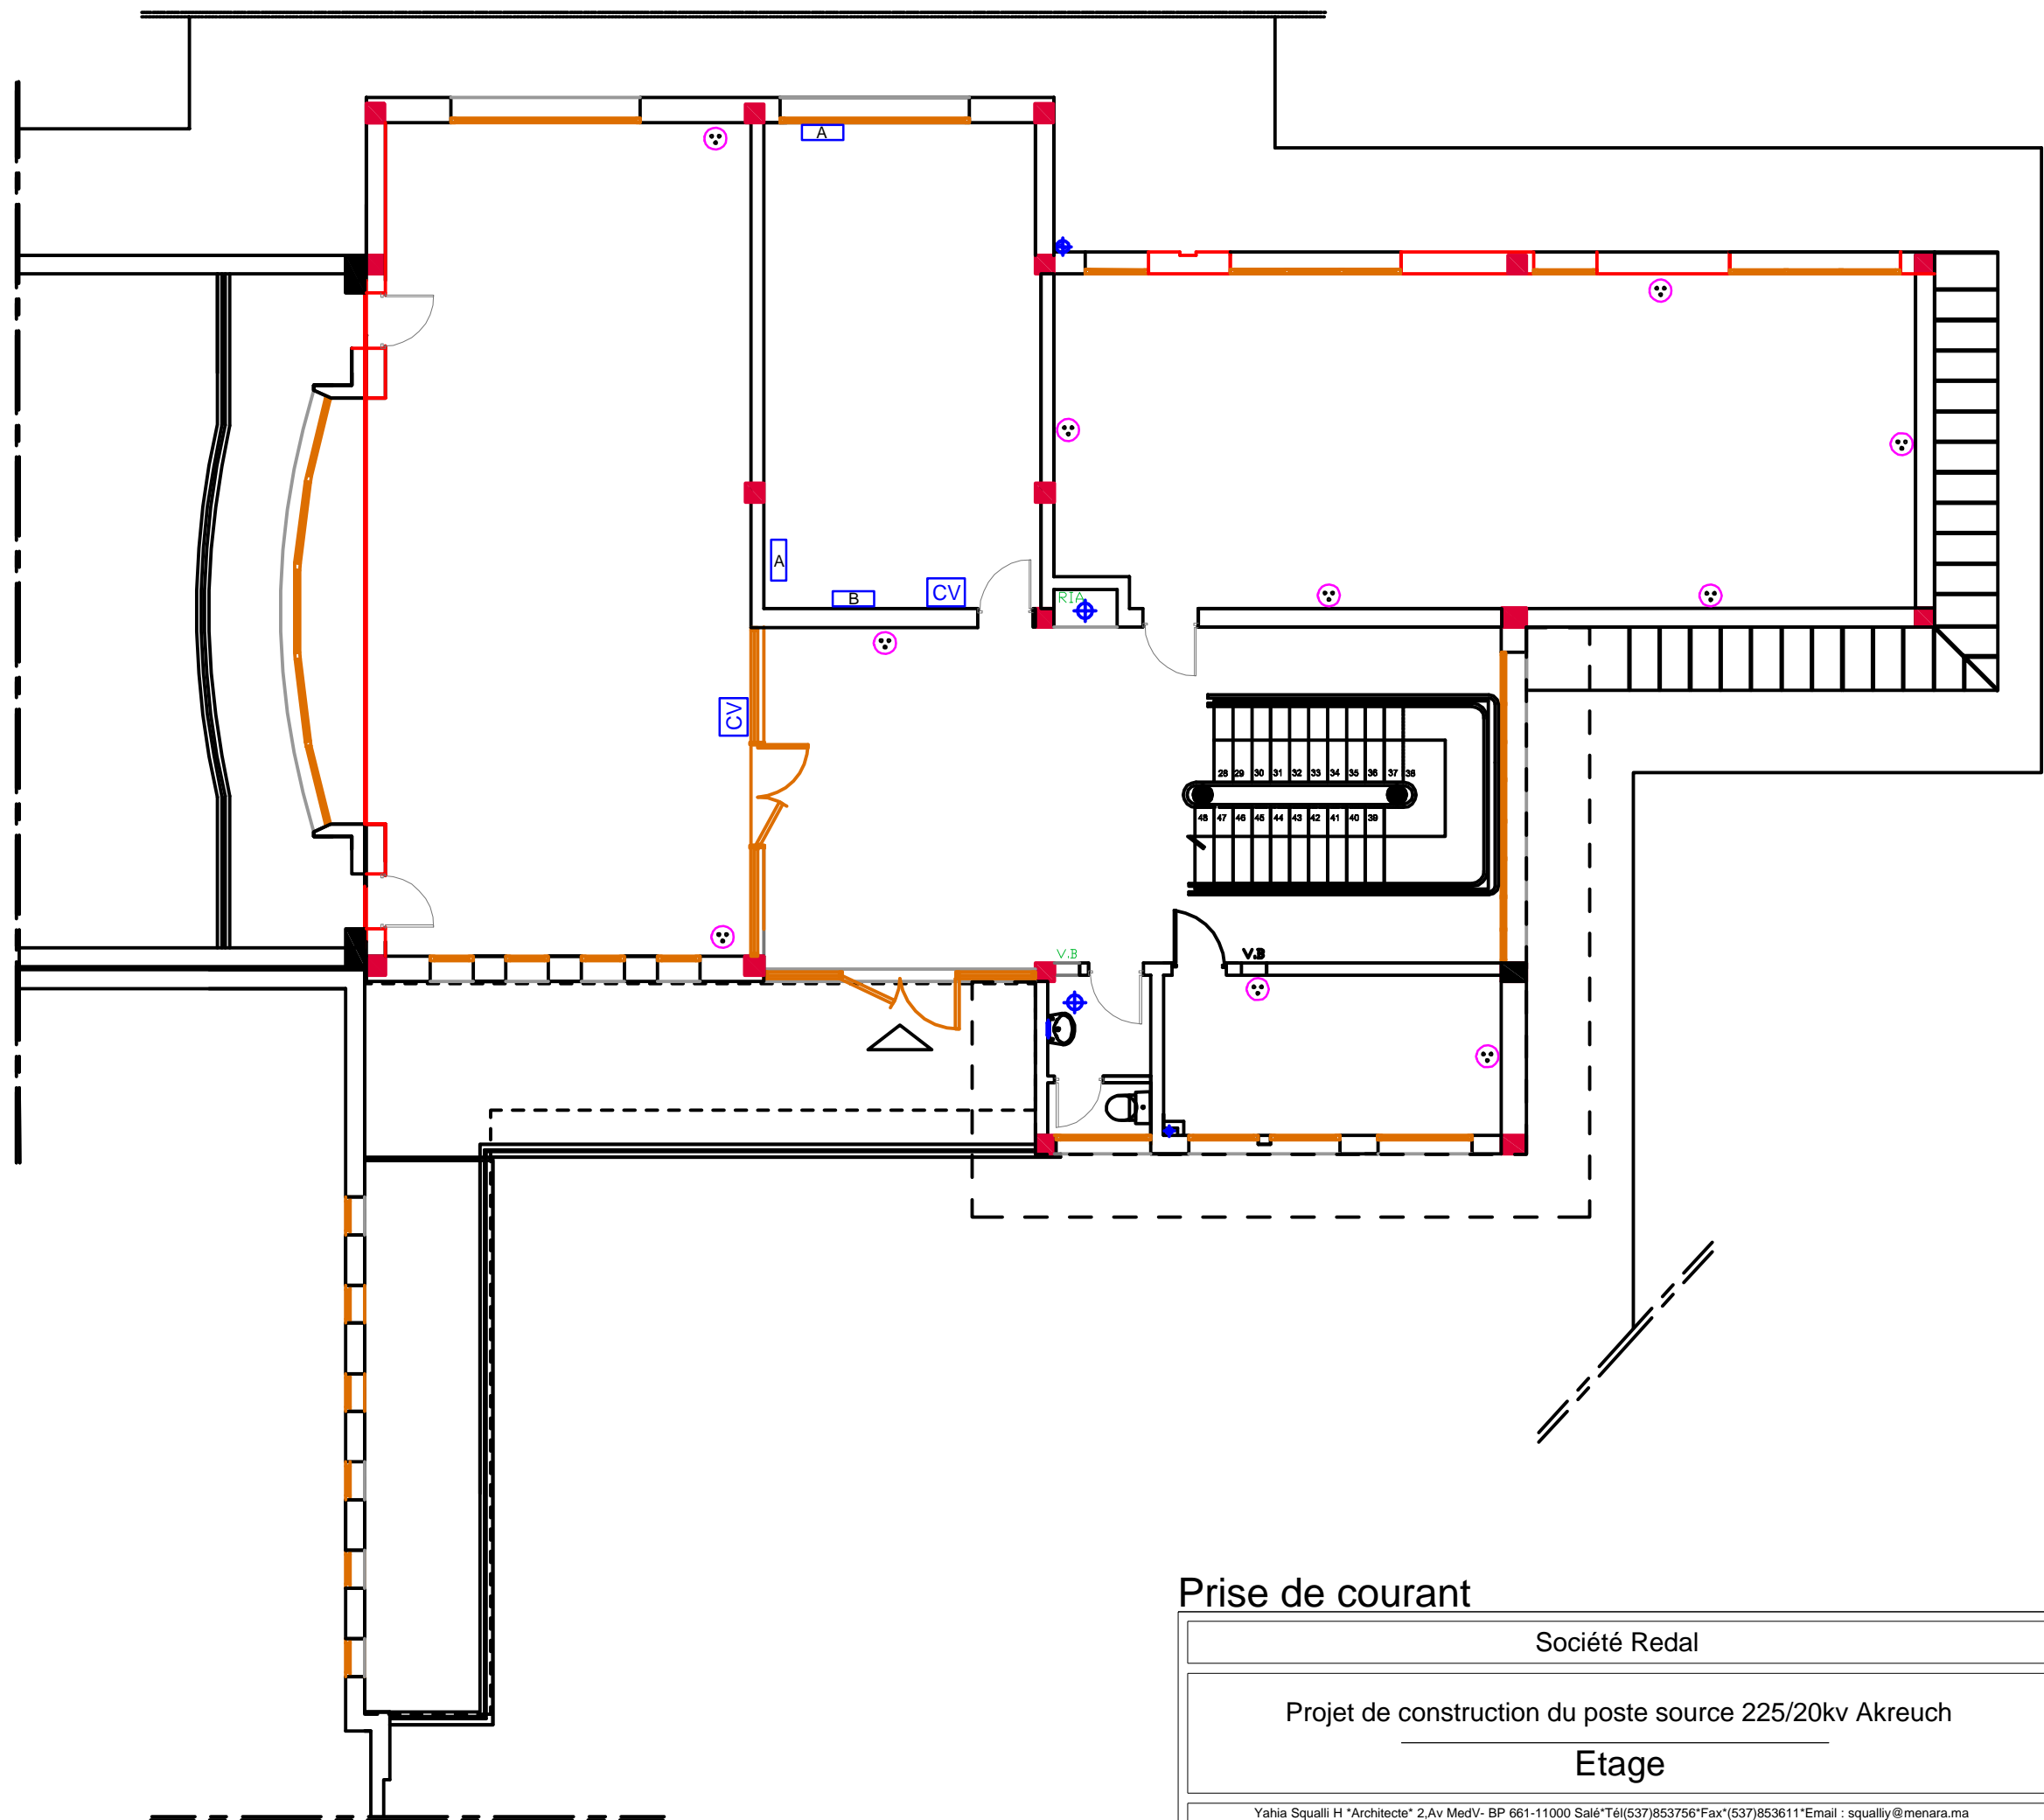 A
A
B
CV
RIA
CV
28 29 30 31 32 33 34 35 36 37 38
48 47 46 45 44 43 42 41 40 39
V.B
V.B
Prise de courant
Société Redal
Projet de construction du poste source 225/20kv Akreuch
Etage
Yahia Squalli H *Architecte* 2,Av MedV- BP 661-11000 Salé*Tél(537)853756*Fax*(537)853611*Email : squalliy@menara.ma